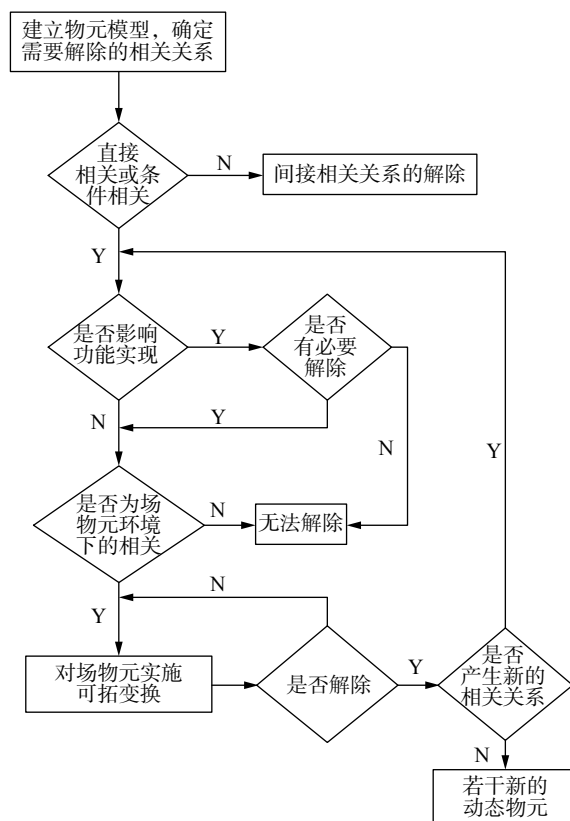 建立物元模型，确定
需要解除的相关关系
直接
相关或条
件相关
N
间接相关关系的解除
Y
是否影响
功能实现
Y
是否
有必要
解除
Y
N
N
Y
是否为场
物元环境
下的相关
N
无法解除
N
Y
对场物元实施
可拓变换
是否解除
Y
是否
产生新的
相关关系
N
若干新的
动态物元